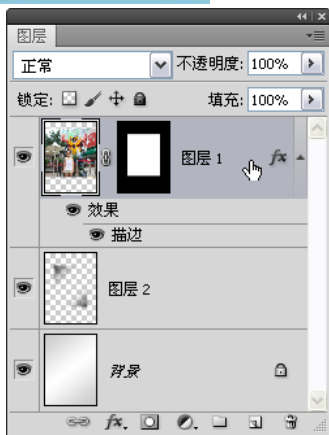 图层
正常 不透明度: 100%
锁定: 填充: 100%
图层 1 fx
效果
描边
图层 2
背景
fx.